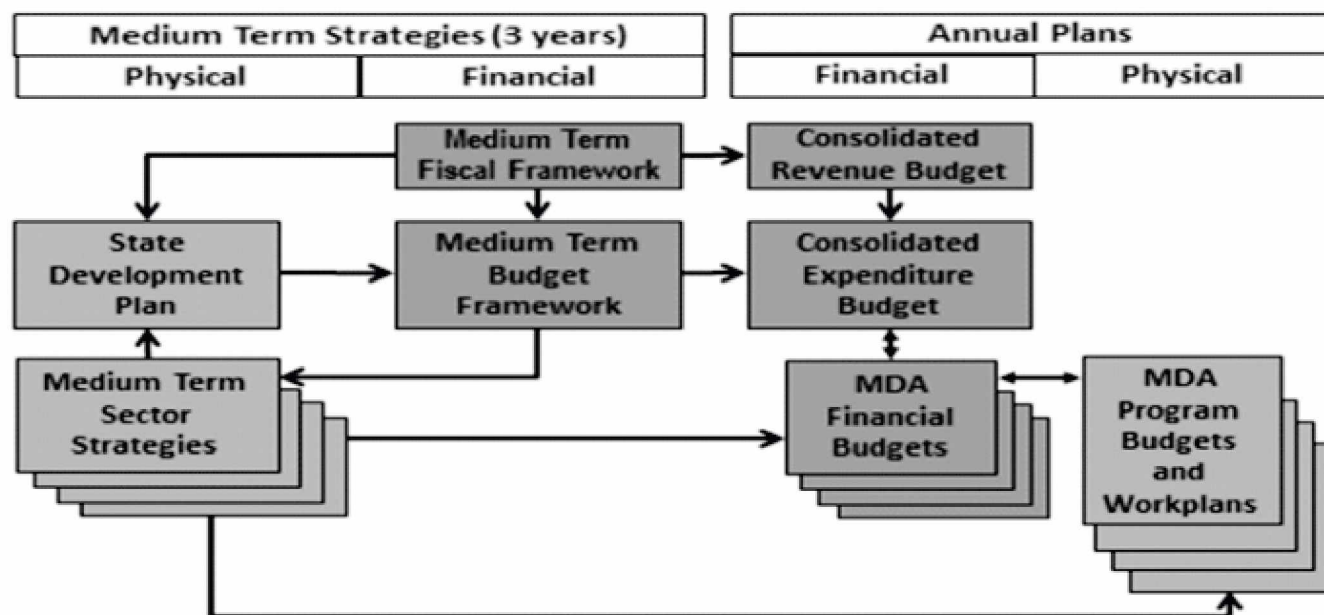 Medium Term Strategies (3 years)
Physical
Financial
Annual Plans
Financial
Physical
Medium Term
Fiscal Framework
Consolidated
Revenue Budget
State
Development
Plan
Medium Term
Budget
Framework
Consolidated
Expenditure
Budget
Medium Term
Sector
Strategies
MDA
Financial
Budgets
MDA
Program
Budgets
and
Workplans